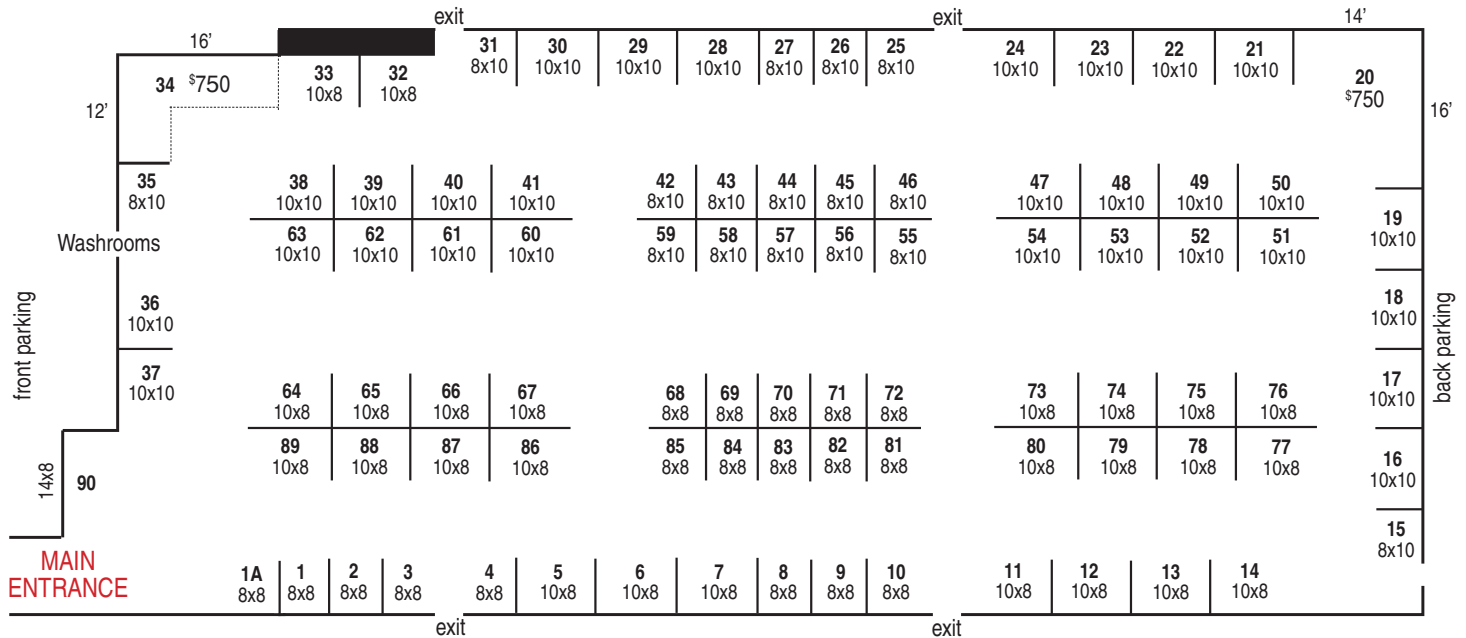 exit exit 14’
16’
31 30 29 28 27 26 25 24 23 22 21
8x10 10x10 10x10 10x10 8x10 8x10 8x10 10x10 10x10 10x10 10x10
33 32
10x8 10x8
34 $750
20
$750
12’ 16’
35
8x10
38 39 40 41 42 43 44 45 46 47 48 49 50
10x10 10x10 10x10 10x10 8x10 8x10 8x10 8x10 8x10 10x10 10x10 10x10 10x10
19
10x10
63 62 61 60 59 58 57 56 55 54 53 52 51
10x10 10x10 10x10 10x10 8x10 8x10 8x10 8x10 8x10 10x10 10x10 10x10 10x10
Washrooms
36
10x10
18
10x10
front parking
back parking
37
10x10
17
10x10
64 65 66 67 68 69 70 71 72 73 74 75 76
10x8 10x8 10x8 10x8 8x8 8x8 8x8 8x8 8x8 10x8 10x8 10x8 10x8
89 88 87 86 85 84 83 82 81 80 79 78 77
10x8 10x8 10x8 10x8 8x8 8x8 8x8 8x8 8x8 10x8 10x8 10x8 10x8
16
10x10
14x8
90
15
8x10
MAIN
ENTRANCE
1A 1 2 3 4 5 6 7 8 9 10 11 12 13 14
8x8 8x8 8x8 8x8 8x8 10x8 10x8 10x8 8x8 8x8 8x8 10x8 10x8 10x8 10x8
exit exit